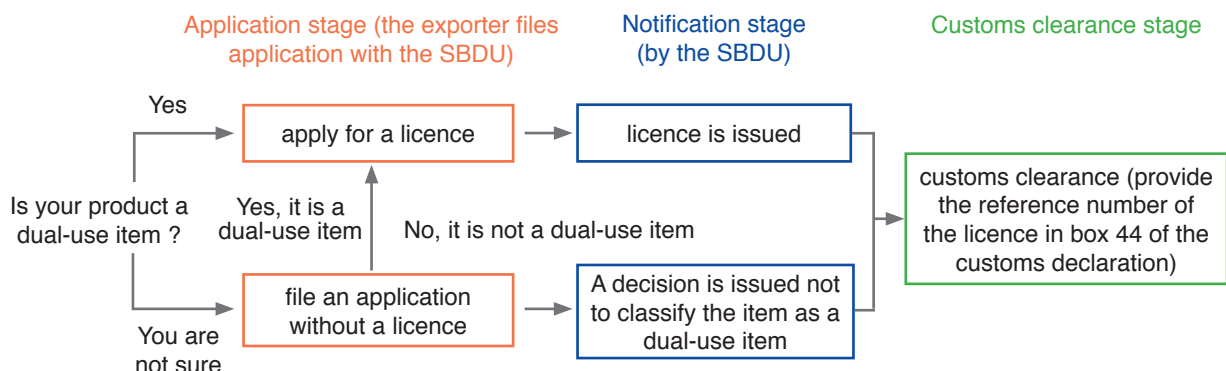 Application stage (the exporter files
application with the SBDU)
Notification stage
(by the SBDU)
Customs clearance stage
Yes
apply for a licence
licence is issued
Is your product a
dual-use item ?
Yes, it is a
dual-use item
No, it is not a dual-use item
customs clearance (provide
the reference number of
the licence in box 44 of the
customs declaration)
You are
not sure
file an application
without a licence
A decision is issued not
to classify the item as a
dual-use item